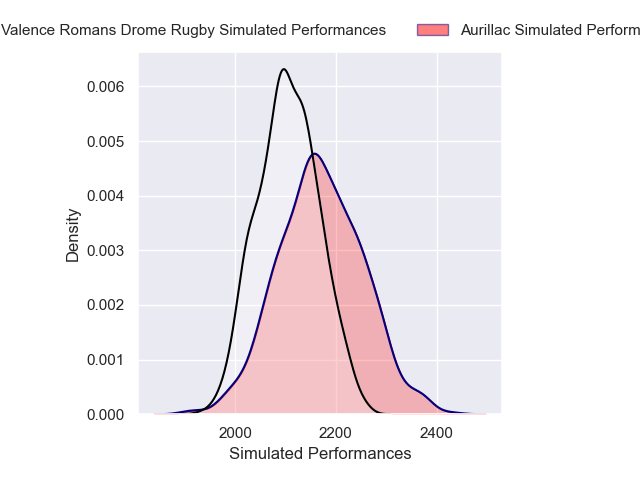 Valence Romans Drome Rugby Simulated Performances
Aurillac Simulated Perform
0.006
0.005
0.004
0.003
0.002
0.001
0.000
Density
2000 2200 2400
Simulated Performances